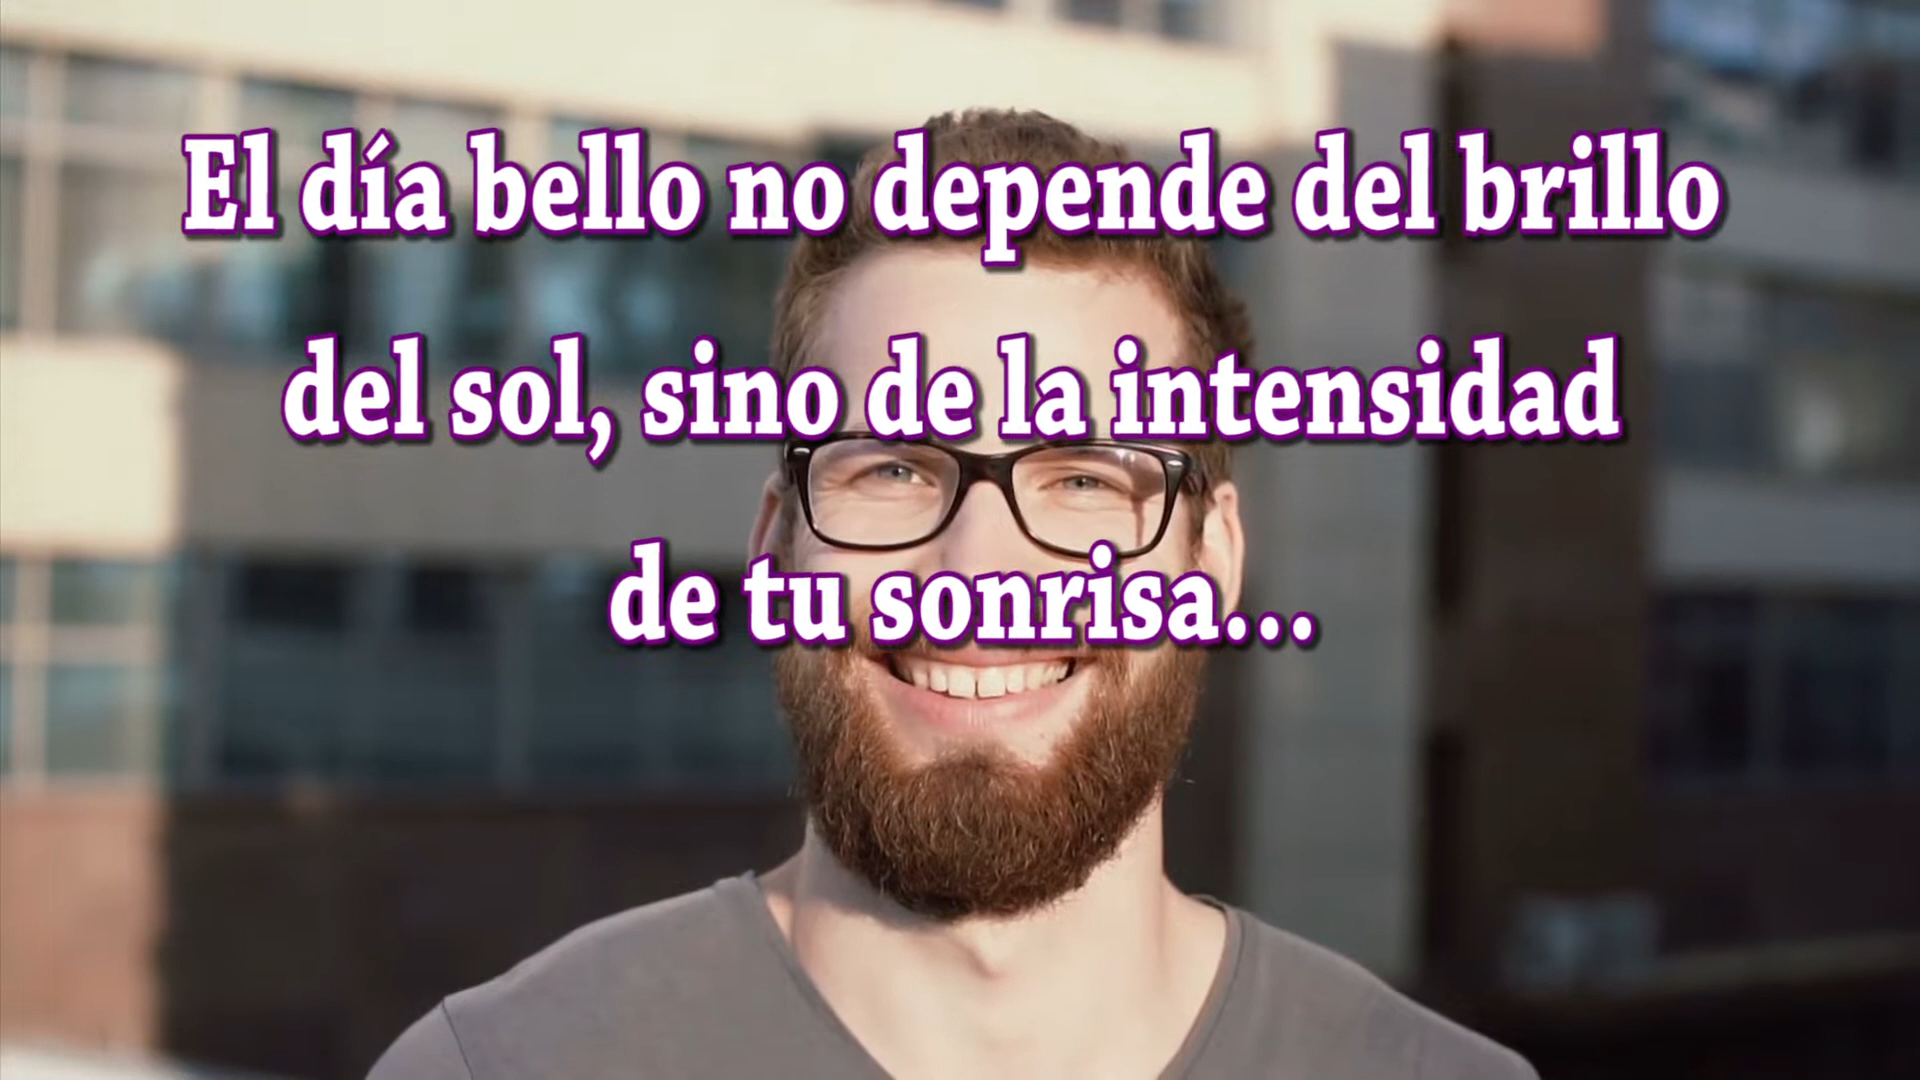 El día bello no depende del brillo
del sol, sino de la intensidad
de tu sonrisa...